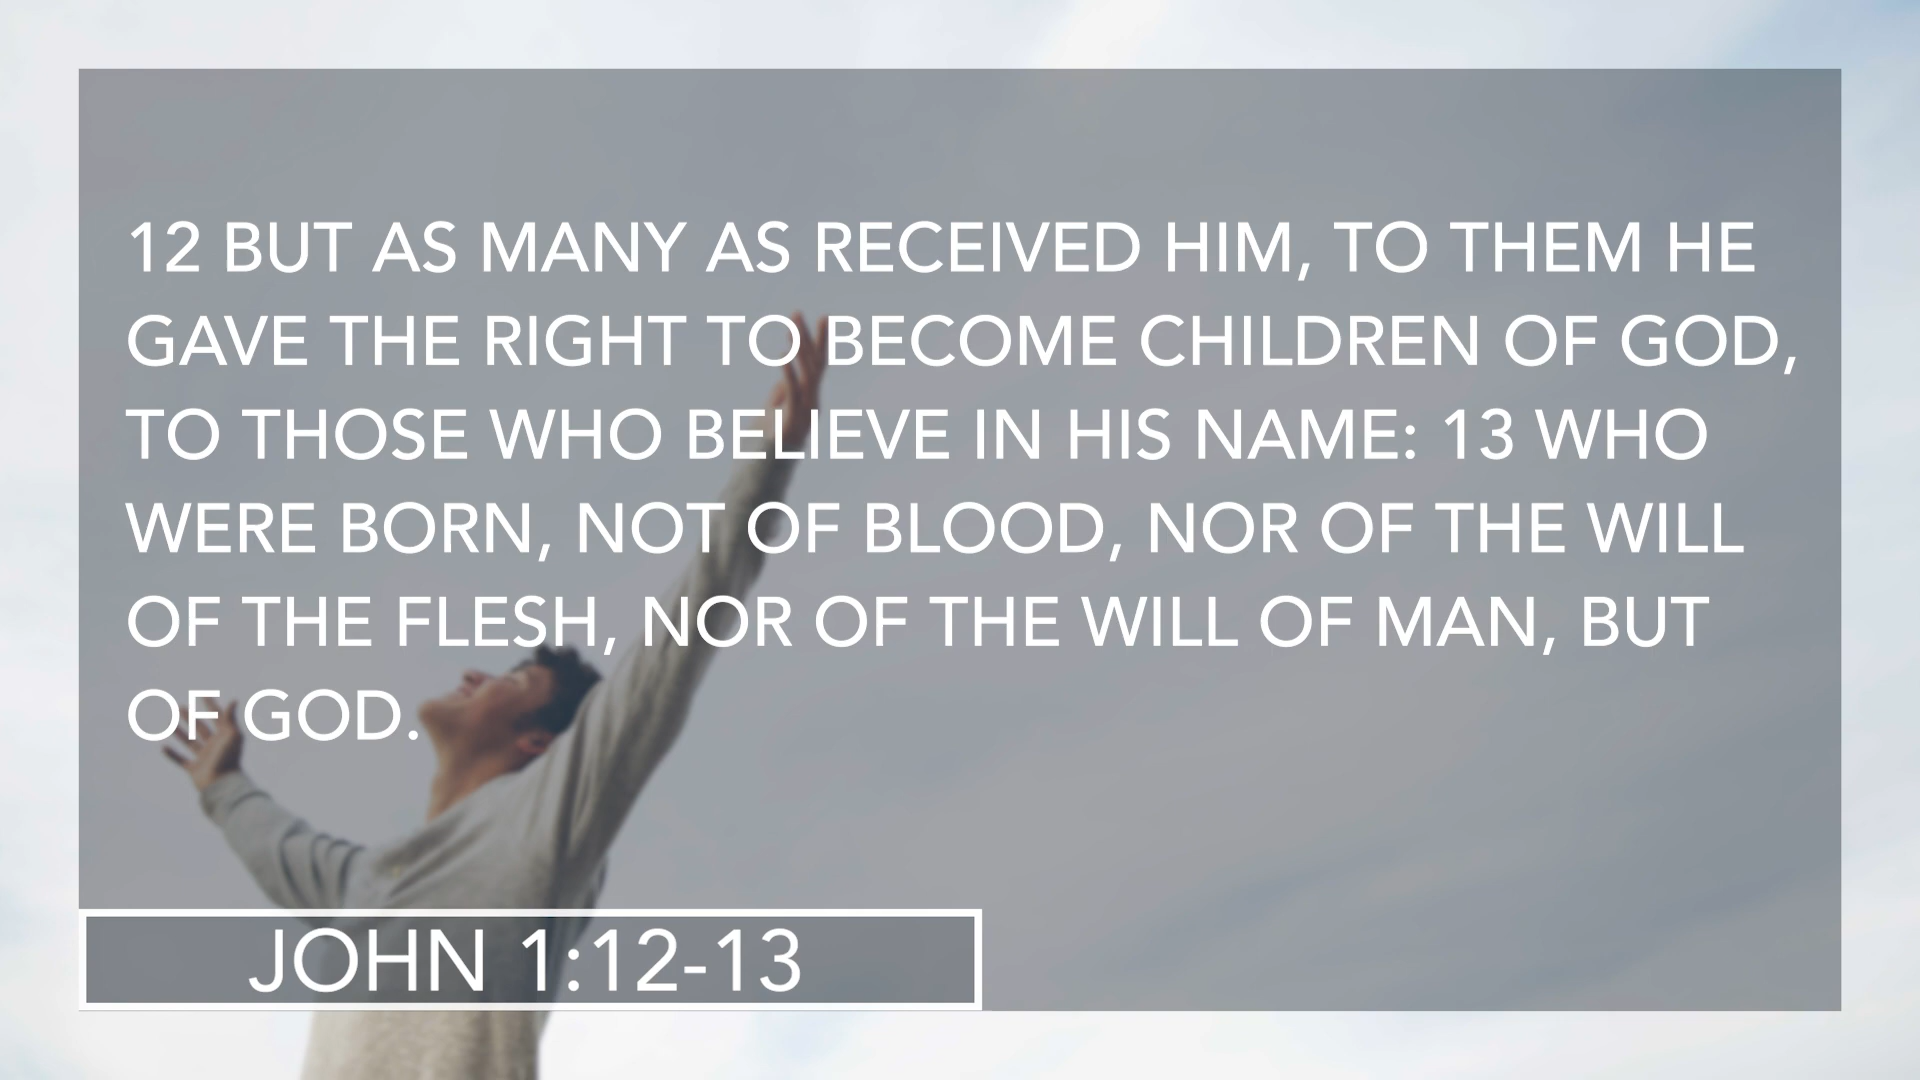 12 BUT AS MANY AS RECEIVED HIM, TO THEM HE
GAVE THE RIGHT TO BECOME CHILDREN OF GOD,
TO THOSE WHO BELIEVE IN HIS NAME: 13 WHO
WERE BORN, NOT OF BLOOD, NOR OF THE WILL
OF THE FLESH, NOR OF THE WILL OF MAN, BUT
OF GOD.
JOHN 1:12-13